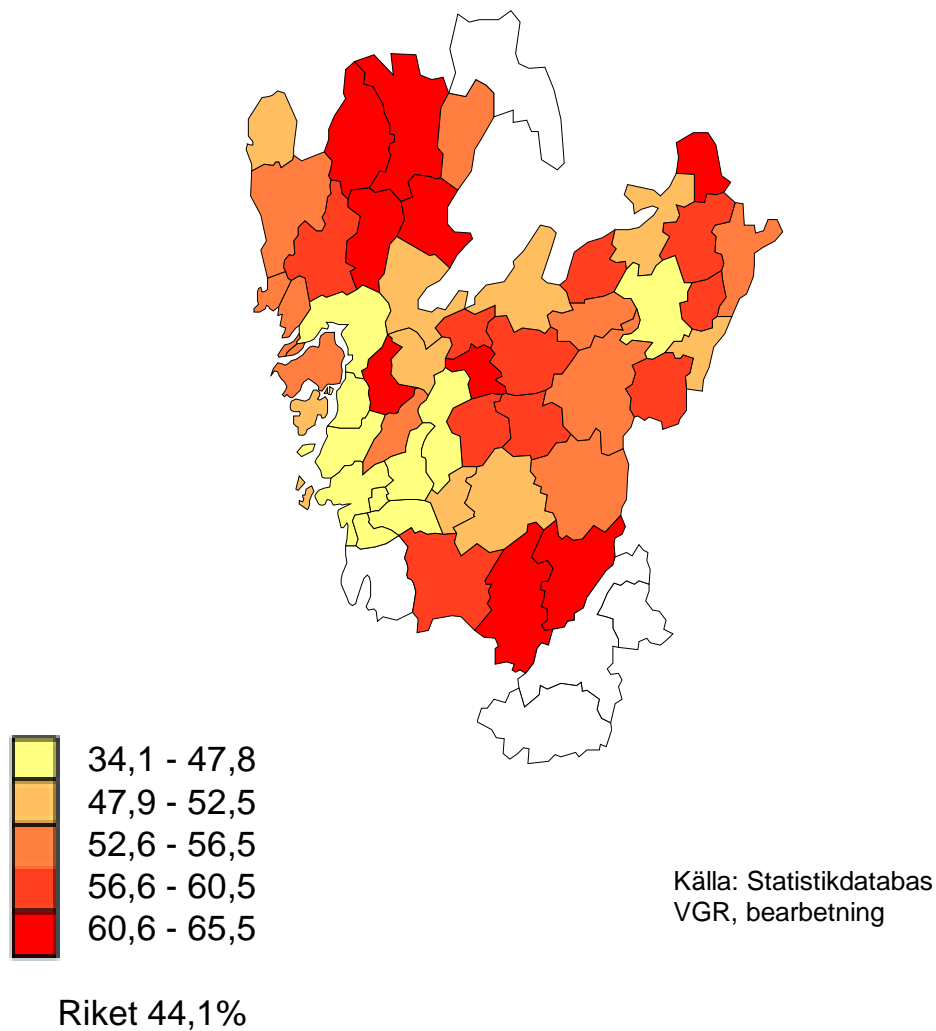 34,1 - 47,8
47,9 - 52,5
52,6 - 56,5
56,6 - 60,5
60,6 - 65,5
Källa: Statistikdatabas
VGR, bearbetning
Riket 44,1%